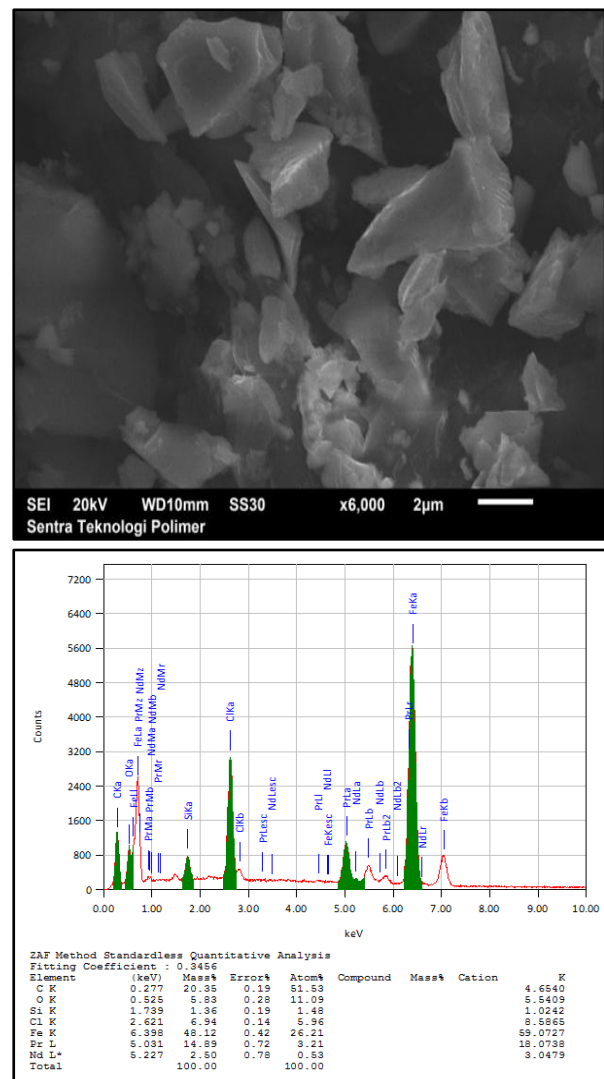 SEI 20kV WD10mm SS30 x6,000 2μm
Sentra Teknologi Polimer
7200
6400
5600
4800
4000
3200
2400
1600
800
0
Counts
0.00 1.00 2.00 3.00 4.00 5.00 6.00 7.00 8.00 9.00 10.00
keV
CKa
OKa
FeLl
FeLa
PrMz
NdMz
PrMa
PrMb
NdMa
NdMb
PrMr
NdMr
SiKa
ClKa
ClKb
PrLesc
NdLesc
PrLl
FeKesc
NdLl
PrLa
NdLa
PrLb
NdLb
PrLb2
NdLb2
PrLr
FeKa
NdLr
FeKb
ZAF Method Standardless Quantitative Analysis
Fitting Coefficient : 0.3456
Element (keV) Mass% Error% Atom% Compound Mass% Cation K
C K 0.277 20.35 0.19 51.53 4.6540
O K 0.525 5.83 0.28 11.09 5.5409
Si K 1.739 1.36 0.19 1.48 1.0242
Cl K 2.621 6.94 0.14 5.96 8.5865
Fe K 6.398 48.12 0.42 26.21 59.0727
Pr L 5.031 14.89 0.72 3.21 18.0738
Nd L* 5.227 2.50 0.78 0.53 3.0479
Total 100.00 100.00